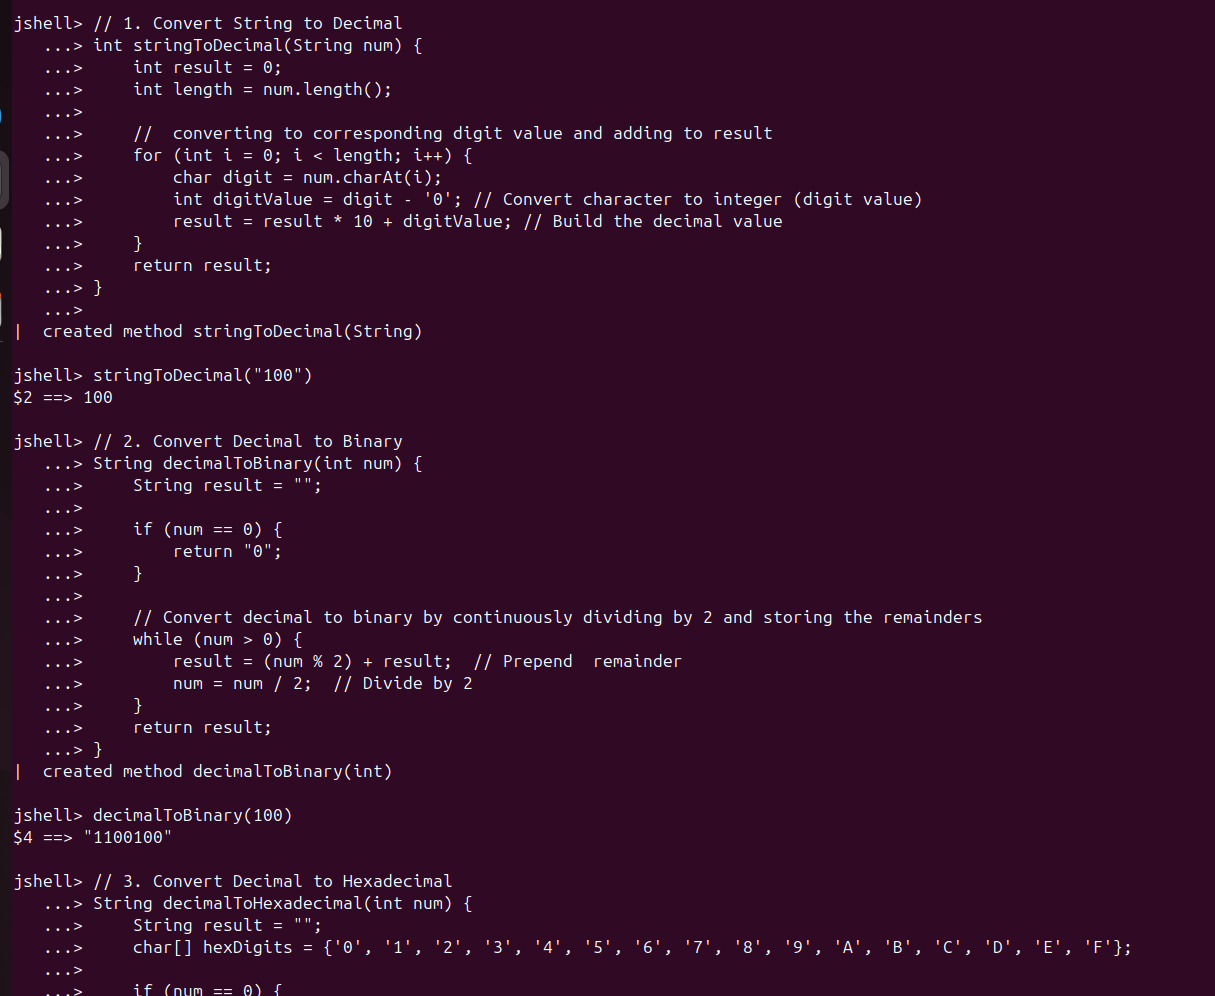 jshell> // 1. Convert String to Decimal
   ...> int stringToDecimal(String num) {
   ...>     int result = 0;
   ...>     int length = num.length();
   ...>
   ...>     //  converting to corresponding digit value and adding to result
   ...>     for (int i = 0; i < length; i++) {
   ...>         char digit = num.charAt(i);
   ...>         int digitValue = digit - '0'; // Convert character to integer (digit value)
   ...>         result = result * 10 + digitValue; // Build the decimal value
   ...>     }
   ...>     return result;
   ...> }
   ...>
|  created method stringToDecimal(String)

jshell> stringToDecimal("100")
$2 ==> 100

jshell> // 2. Convert Decimal to Binary
   ...> String decimalToBinary(int num) {
   ...>     String result = "";
   ...>
   ...>     if (num == 0) {
   ...>         return "0";
   ...>     }
   ...>
   ...>     // Convert decimal to binary by continuously dividing by 2 and storing the remainders
   ...>     while (num > 0) {
   ...>         result = (num % 2) + result;  // Prepend  remainder
   ...>         num = num / 2;  // Divide by 2
   ...>     }
   ...>     return result;
   ...> }
|  created method decimalToBinary(int)

jshell> decimalToBinary(100)
$4 ==> "1100100"

jshell> // 3. Convert Decimal to Hexadecimal
   ...> String decimalToHexadecimal(int num) {
   ...>     String result = "";
   ...>     char[] hexDigits = {'0', '1', '2', '3', '4', '5', '6', '7', '8', '9', 'A', 'B', 'C', 'D', 'E', 'F'};
   ...>
   ...>     if (num == 0) {